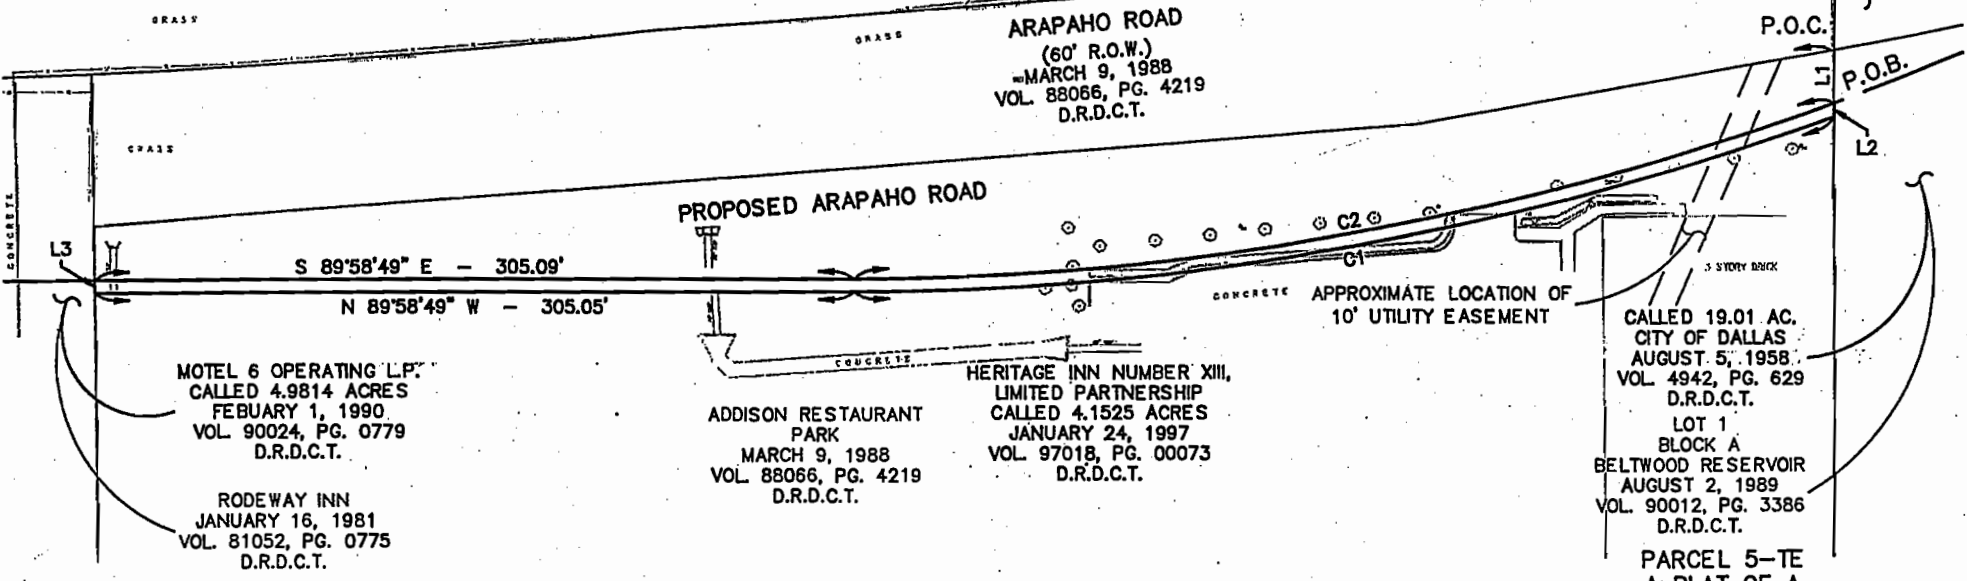 GRASS
GRASS
ARAPAHO ROAD
(60' R.O.W.)
MARCH 9, 1988
VOL. 88066, PG. 4219
D.R.D.C.T.
P.O.C.
L1
P.O.B.
L2
GRASS
CONCRETE
PROPOSED ARAPAHO ROAD
L3
S 89°58'49" E - 305.09'
N 89°58'49" W - 305.05'
C2
C1
CONCRETE
3 STORY BRICK
APPROXIMATE LOCATION OF
10' UTILITY EASEMENT
CONCRETE
MOTEL 6 OPERATING L.P.
CALLED 4.9814 ACRES
FEBUARY 1, 1990
VOL. 90024, PG. 0779
D.R.D.C.T.
RODEWAY INN
JANUARY 16, 1981
VOL. 81052, PG. 0775
D.R.D.C.T.
ADDISON RESTAURANT
PARK
MARCH 9, 1988
VOL. 88066, PG. 4219
D.R.D.C.T.
HERITAGE INN NUMBER XIII,
LIMITED PARTNERSHIP
CALLED 4.1525 ACRES
JANUARY 24, 1997
VOL. 97018, PG. 00073
D.R.D.C.T.
CALLED 19.01 AC.
CITY OF DALLAS
AUGUST 5, 1958
VOL. 4942, PG. 629
D.R.D.C.T.
LOT 1
BLOCK A
BELTWOOD RESERVOIR
AUGUST 2, 1989
VOL. 90012, PG. 3386
D.R.D.C.T.
PARCEL 5-TE
A PLAT OF A